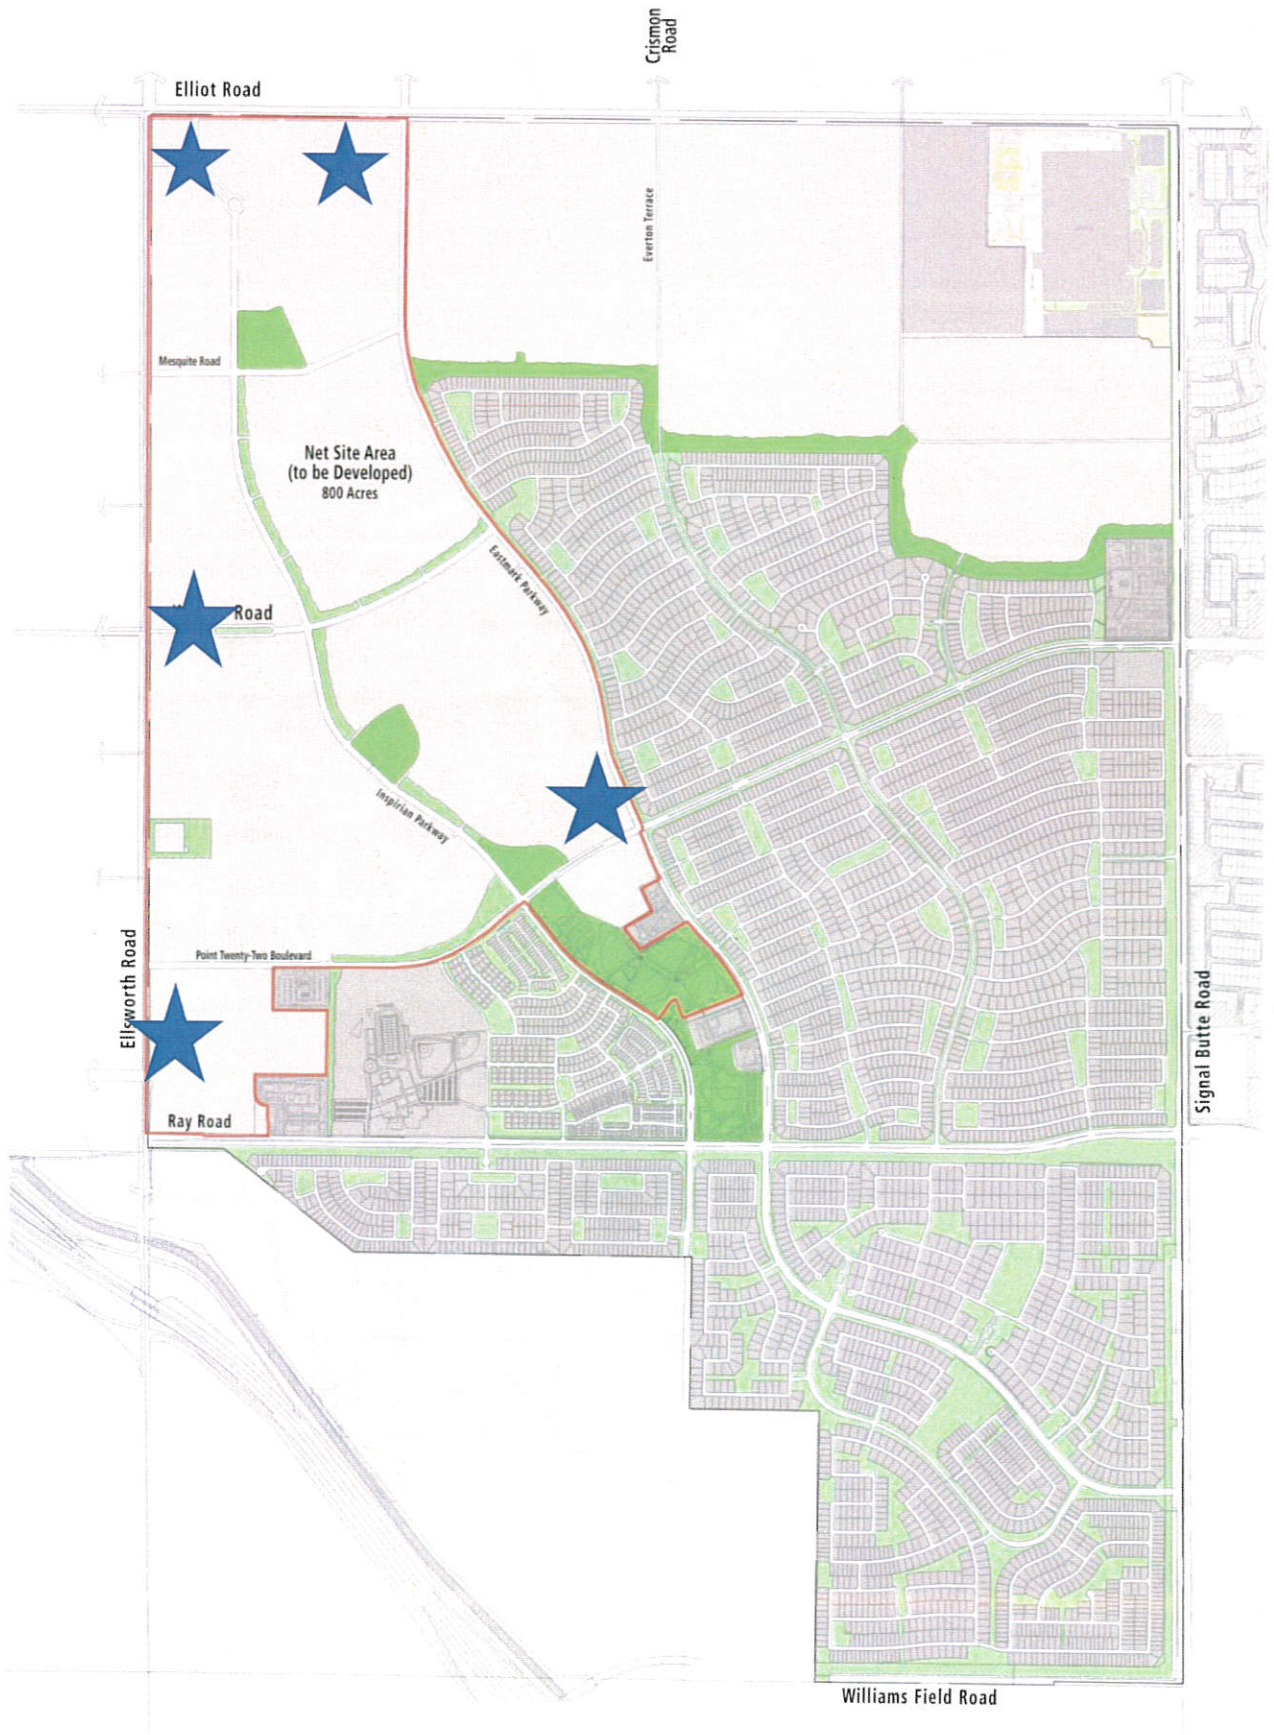 Crismon
Road
Elliot Road
Everton Terrace
Mesquite Road
Net Site Area
(to be Developed)
800 Acres
Eastmark Parkway
Road
Inspirian Parkway
Point Twenty-Two Boulevard
Ellsworth Road
Signal Butte Road
Ray Road
Williams Field Road